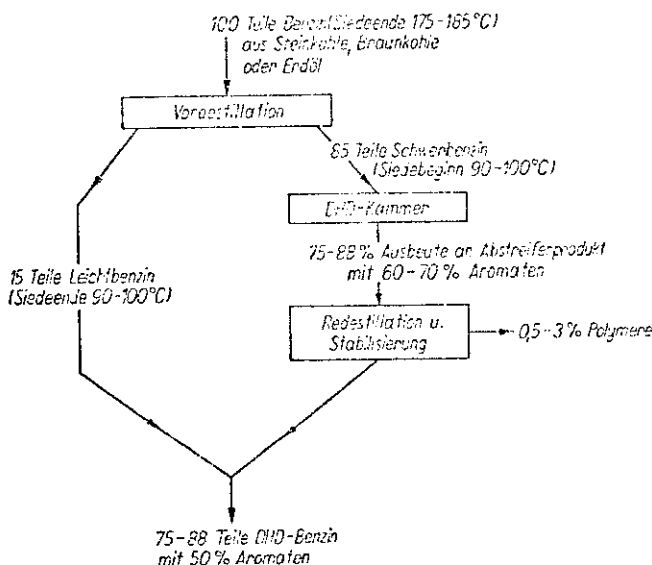 100 Teile Benzin (Siedeende 175-185°C)
aus Steinkohle, Braunkohle
oder Erdöl
Vordestillation
85 Teile Schwerbenzin
(Siedebeginn 90-100°C)
DHD-Kammer
75-88% Ausbeute an Abstreiferprodukt
mit 60-70% Aromaten
15 Teile Leichtbenzin
(Siedeende 90-100°C)
Redestillation u.
Stabilisierung
0,5-3% Polymere
75-88 Teile DHD-Benzin
mit 50% Aromaten